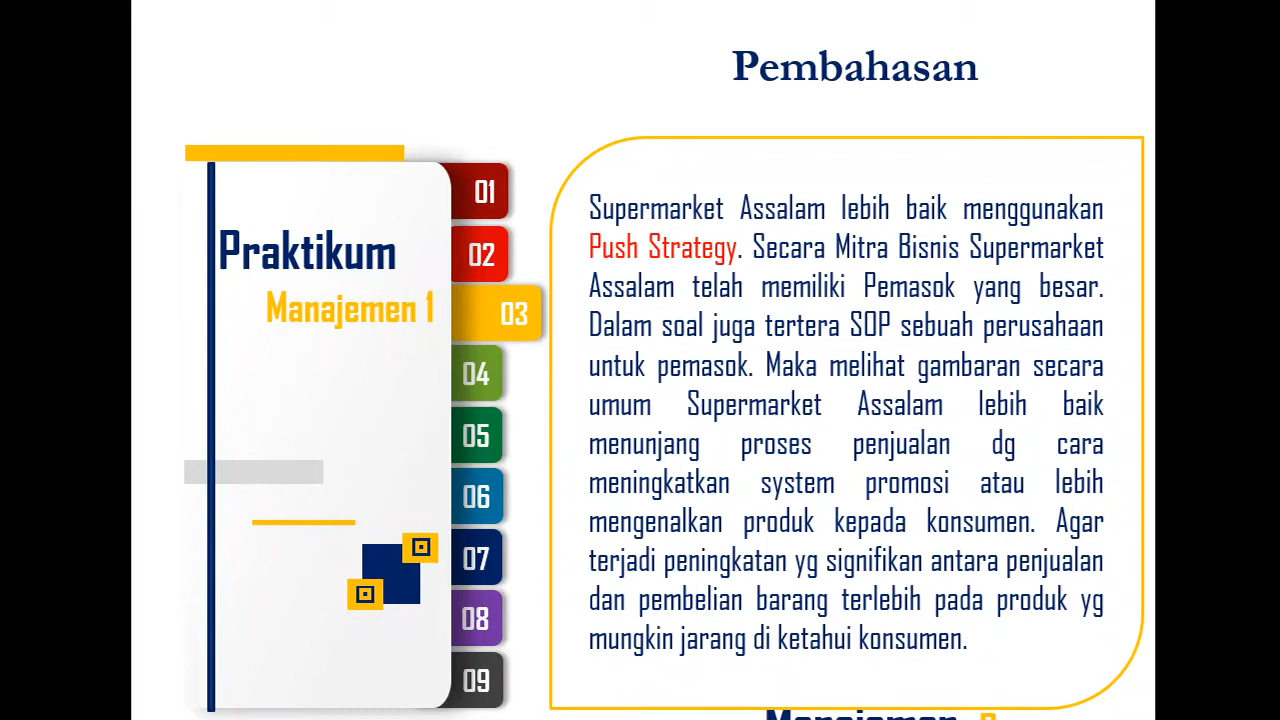 Pembahasan
Praktikum
Manajemen 1
01
02
03
04
05
06
07
08
09
Supermarket Assalam lebih baik menggunakan
Push Strategy. Secara Mitra Bisnis Supermarket
Assalam telah memiliki Pemasok yang besar.
Dalam soal juga tertera SOP sebuah perusahaan
untuk pemasok. Maka melihat gambaran secara
umum Supermarket Assalam lebih baik
menunjang proses penjualan dg cara
meningkatkan system promosi atau lebih
mengenalkan produk kepada konsumen. Agar
terjadi peningkatan yg signifikan antara penjualan
dan pembelian barang terlebih pada produk yg
mungkin jarang di ketahui konsumen.
Manajemen